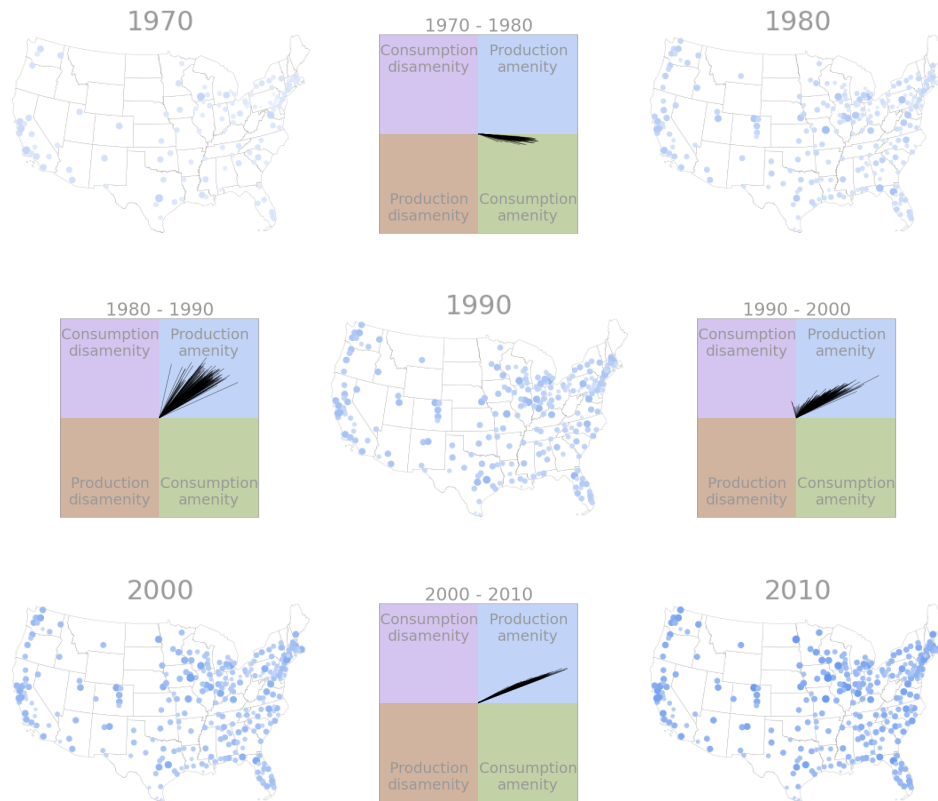 1970
1970 - 1980
1980
Consumption
disamenity
Production
amenity
Production
disamenity
Consumption
amenity
1980 - 1990
1990
1990 - 2000
Consumption
disamenity
Production
amenity
Production
disamenity
Consumption
amenity
Consumption
disamenity
Production
amenity
Production
disamenity
Consumption
amenity
2000
2000 - 2010
2010
Consumption
disamenity
Production
amenity
Production
disamenity
Consumption
amenity